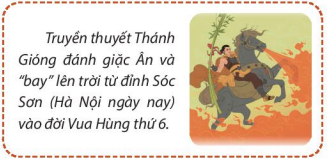 Truyền thuyết Thánh
Gióng đánh giặc Ân và
“bay” lên trời từ đỉnh Sóc
Sơn (Hà Nội ngày nay)
vào đời Vua Hùng thứ 6.